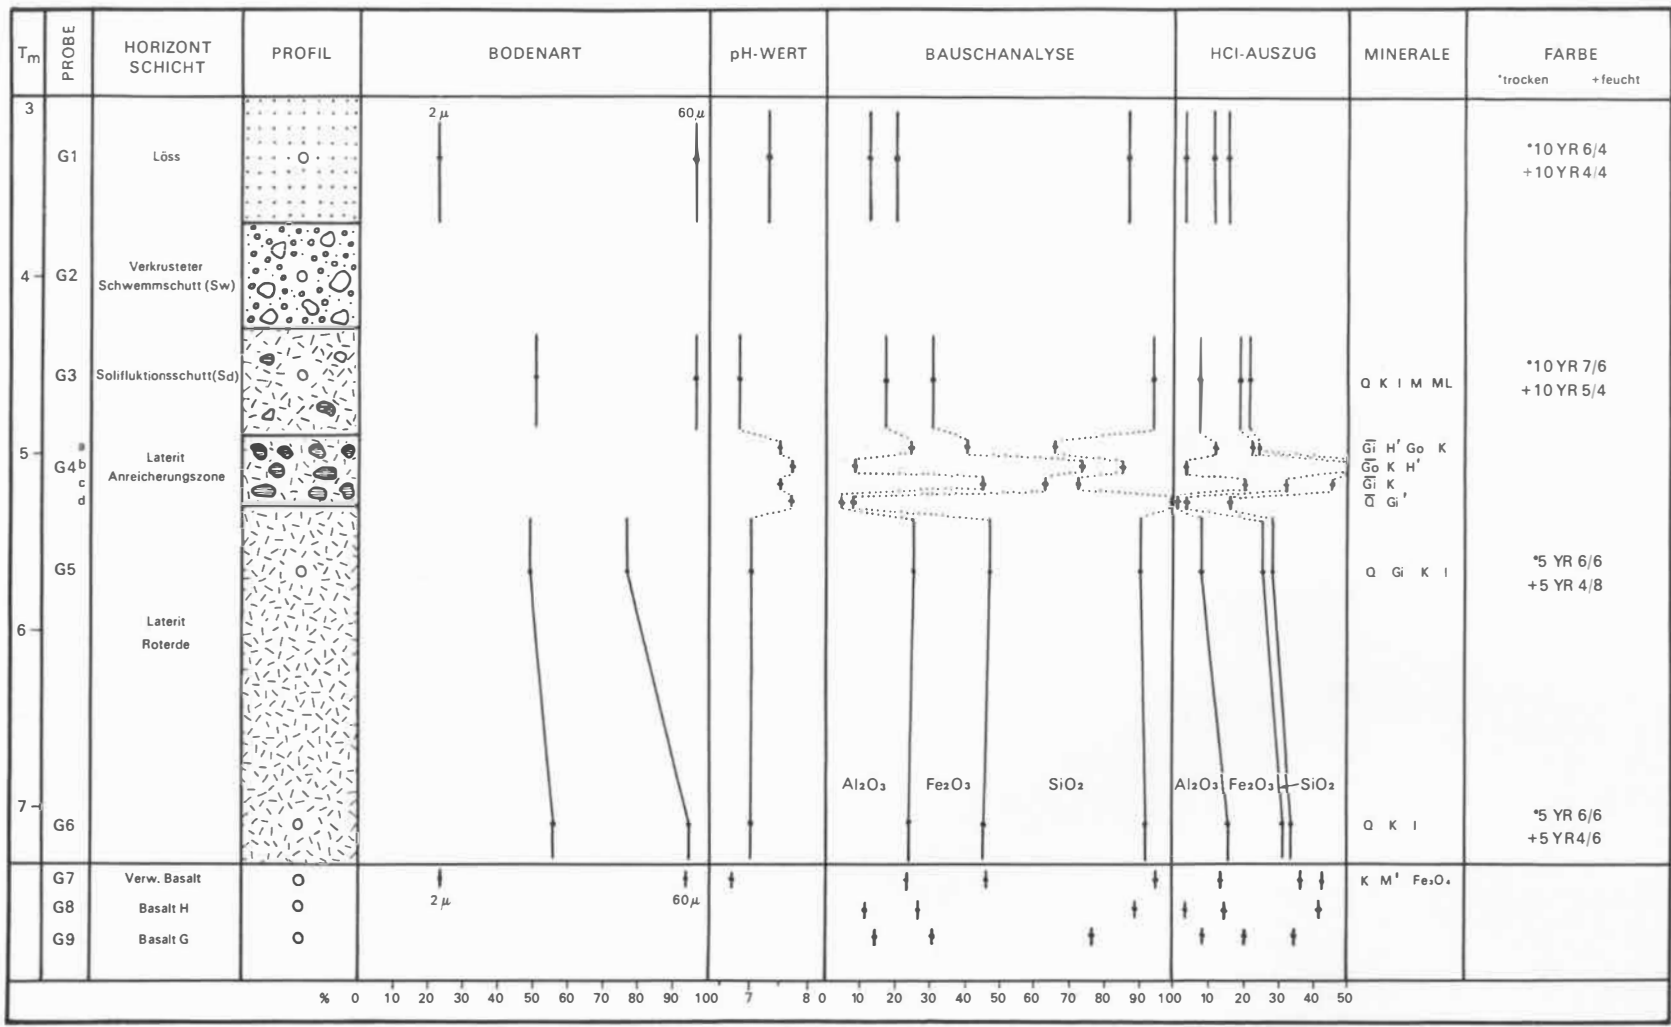 Tm PROBE HORIZONT SCHICHT PROFIL BODENART pH-WERT BAUSCHANALYSE HCl-AUSZUG MINERALE FARBE
*trocken +feucht
3
2 μ 60 μ
G1 Löss *10 YR 6/4
+10 YR 4/4
Verkrusteter
4 G2 Schwemmschutt (Sw)
*10 YR 7/6
G3 Solifluktionsschutt(Sd) Q K I M ML +10 YR 5/4
a Gi H' Go K
5 G4 b Laterit Go K H'
c Anreicherungszone Gi K
d Q Gi'
G5 Q Gi K I *5 YR 6/6
+5 YR 4/8
Laterit
6 Roterde
Al₂O₃ Fe₂O₃ SiO₂ Al₂O₃ Fe₂O₃ SiO₂
7
G6 Q K I *5 YR 6/6
+5 YR 4/6
G7 Verw. Basalt K M' Fe₃O₄
2 μ 60 μ
G8 Basalt H
G9 Basalt G
% 0 10 20 30 40 50 60 70 80 90 100 7 8 0 10 20 30 40 50 60 70 80 90 100 10 20 30 40 50